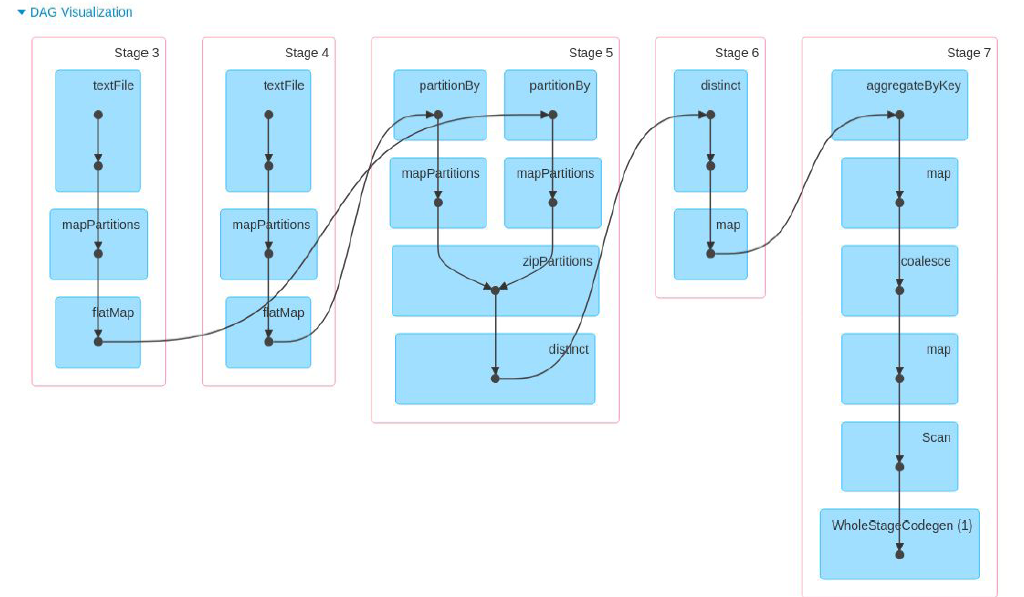 DAG Visualization
Stage 3
textFile
mapPartitions
flatMap
Stage 4
textFile
mapPartitions
flatMap
Stage 5
partitionBy
partitionBy
mapPartitions
mapPartitions
zipPartitions
distinct
Stage 6
distinct
map
Stage 7
aggregateByKey
map
coalesce
map
Scan
WholeStageCodegen (1)